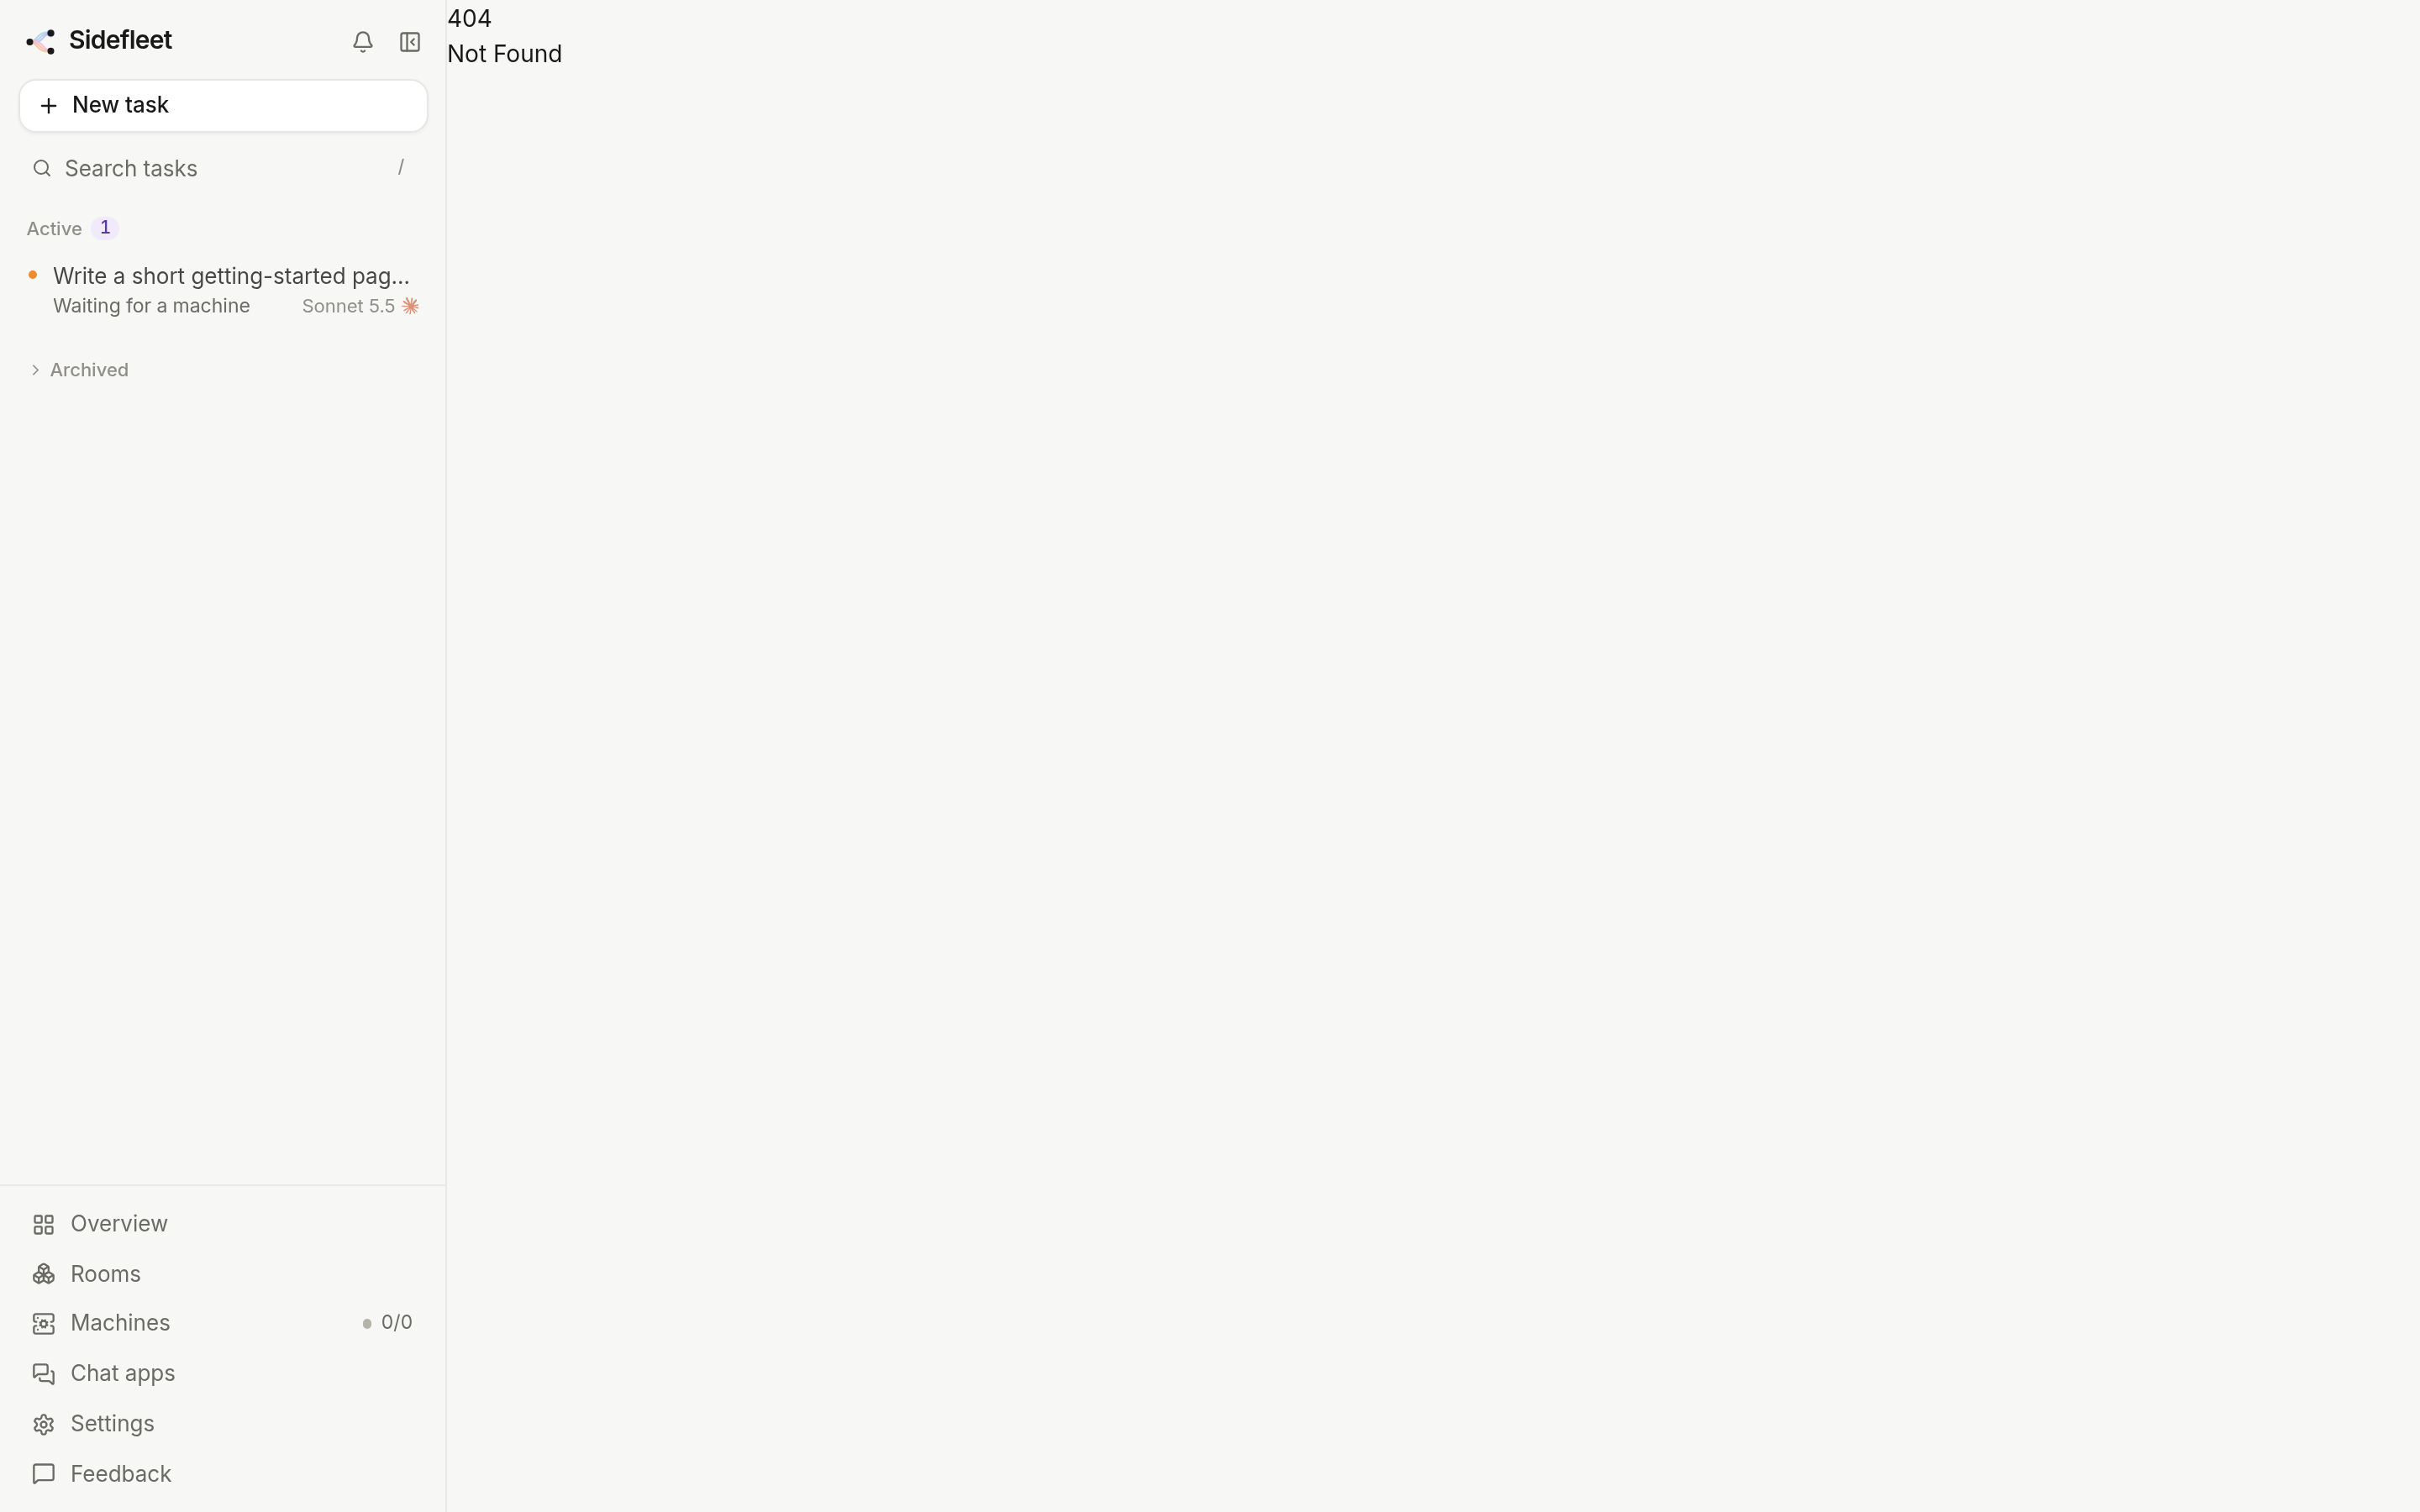 Sidefleet
New task
Search tasks /
Active 1
Write a short getting-started pag...
Waiting for a machine Sonnet 5.5
Archived
Overview
Rooms
Machines 0/0
Chat apps
Settings
Feedback
404
Not Found